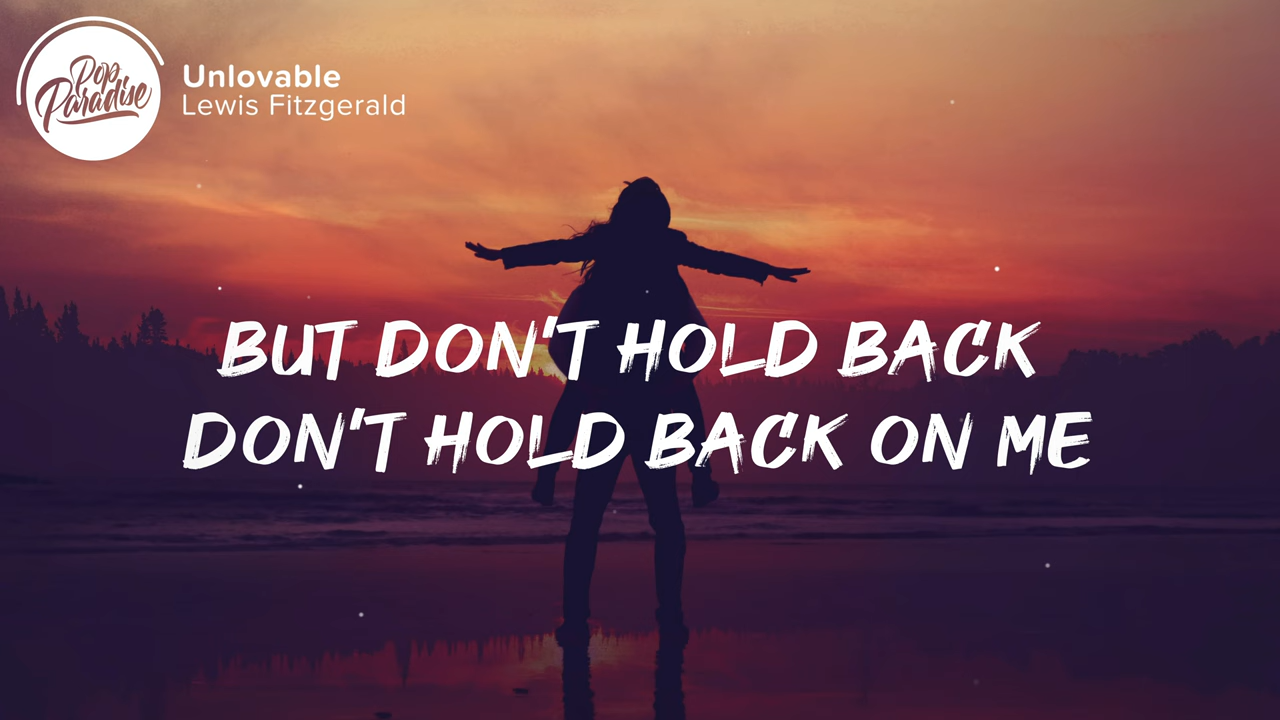 Pop
Paradise
Unlovable
Lewis Fitzgerald
BUT DON'T HOLD BACK
DON'T HOLD BACK ON ME